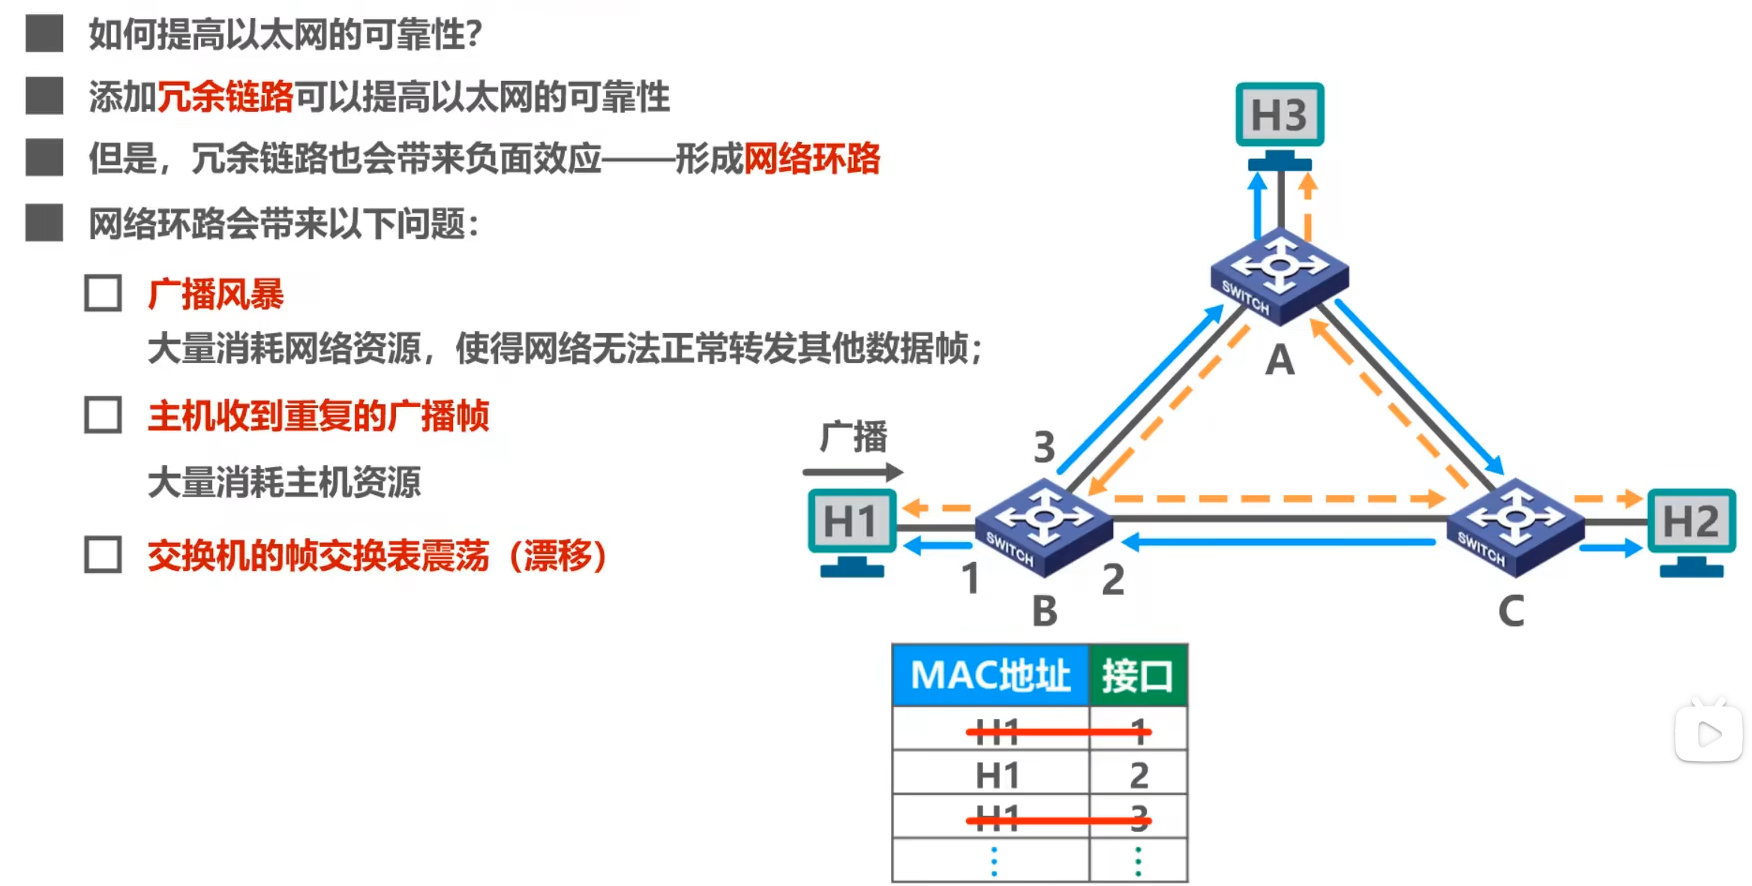 如何提高以太网的可靠性？
添加冗余链路可以提高以太网的可靠性
但是，冗余链路也会带来负面效应——形成网络环路
网络环路会带来以下问题：
广播风暴
大量消耗网络资源，使得网络无法正常转发其他数据帧；
主机收到重复的广播帧
大量消耗主机资源
交换机的帧交换表震荡（漂移）
H3
SWITCH
A
3
广播
H1
SWITCH
SWITCH
H2
1
2
B
C
MAC地址 接口
H1 1
H1 2
H1 3
⋮ ⋮